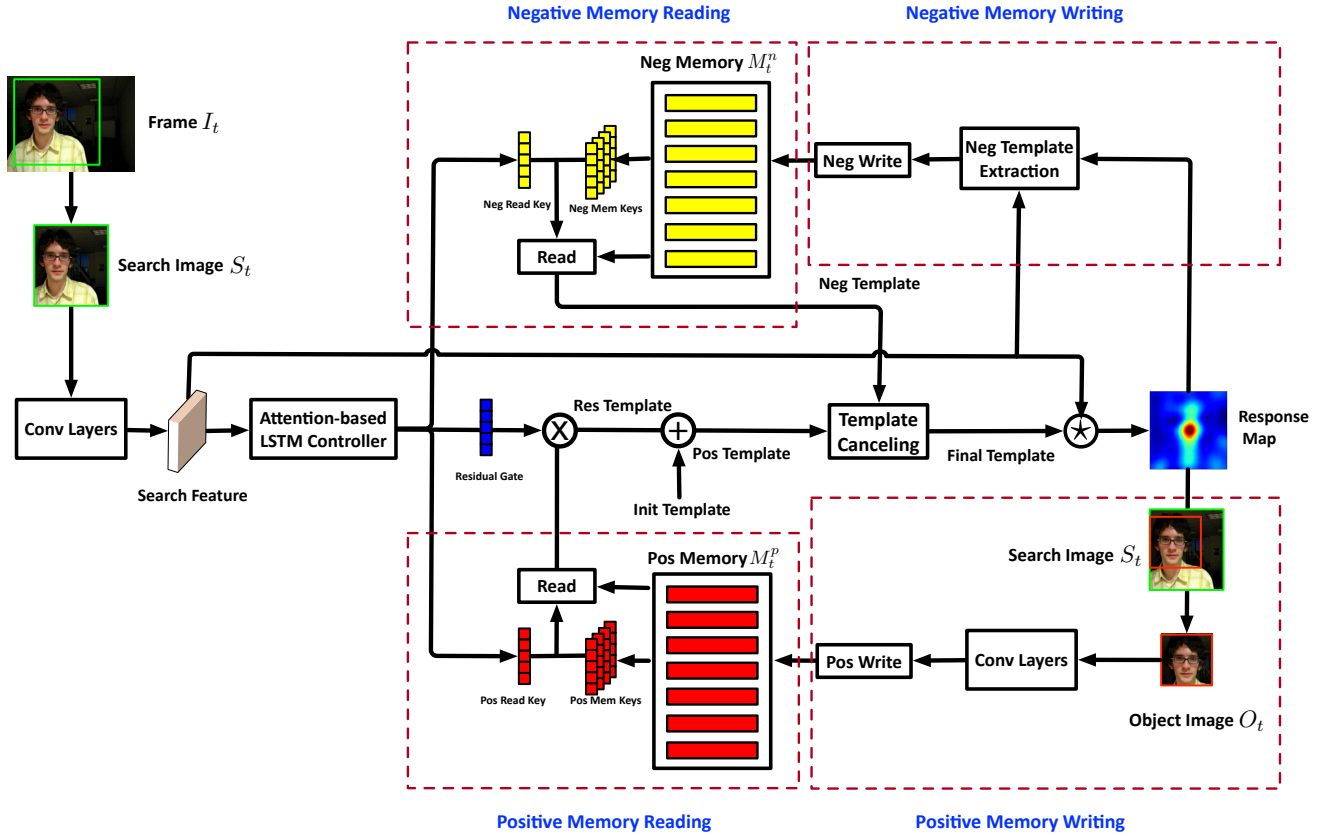 Negative Memory Reading
Negative Memory Writing
Neg Memory $M_t^n$
Frame $I_t$
Neg Write
Neg Template
Extraction
Neg Read Key
Neg Mem Keys
Search Image $S_t$
Read
Neg Template
Conv Layers
Attention-based
LSTM Controller
Res Template
X
+
Template
Canceling
Response
Map
Pos Template
Final Template
Residual Gate
Search Feature
Init Template
Pos Memory $M_t^p$
Search Image $S_t$
Read
Pos Write
Conv Layers
Pos Read Key
Pos Mem Keys
Object Image $O_t$
Positive Memory Reading
Positive Memory Writing